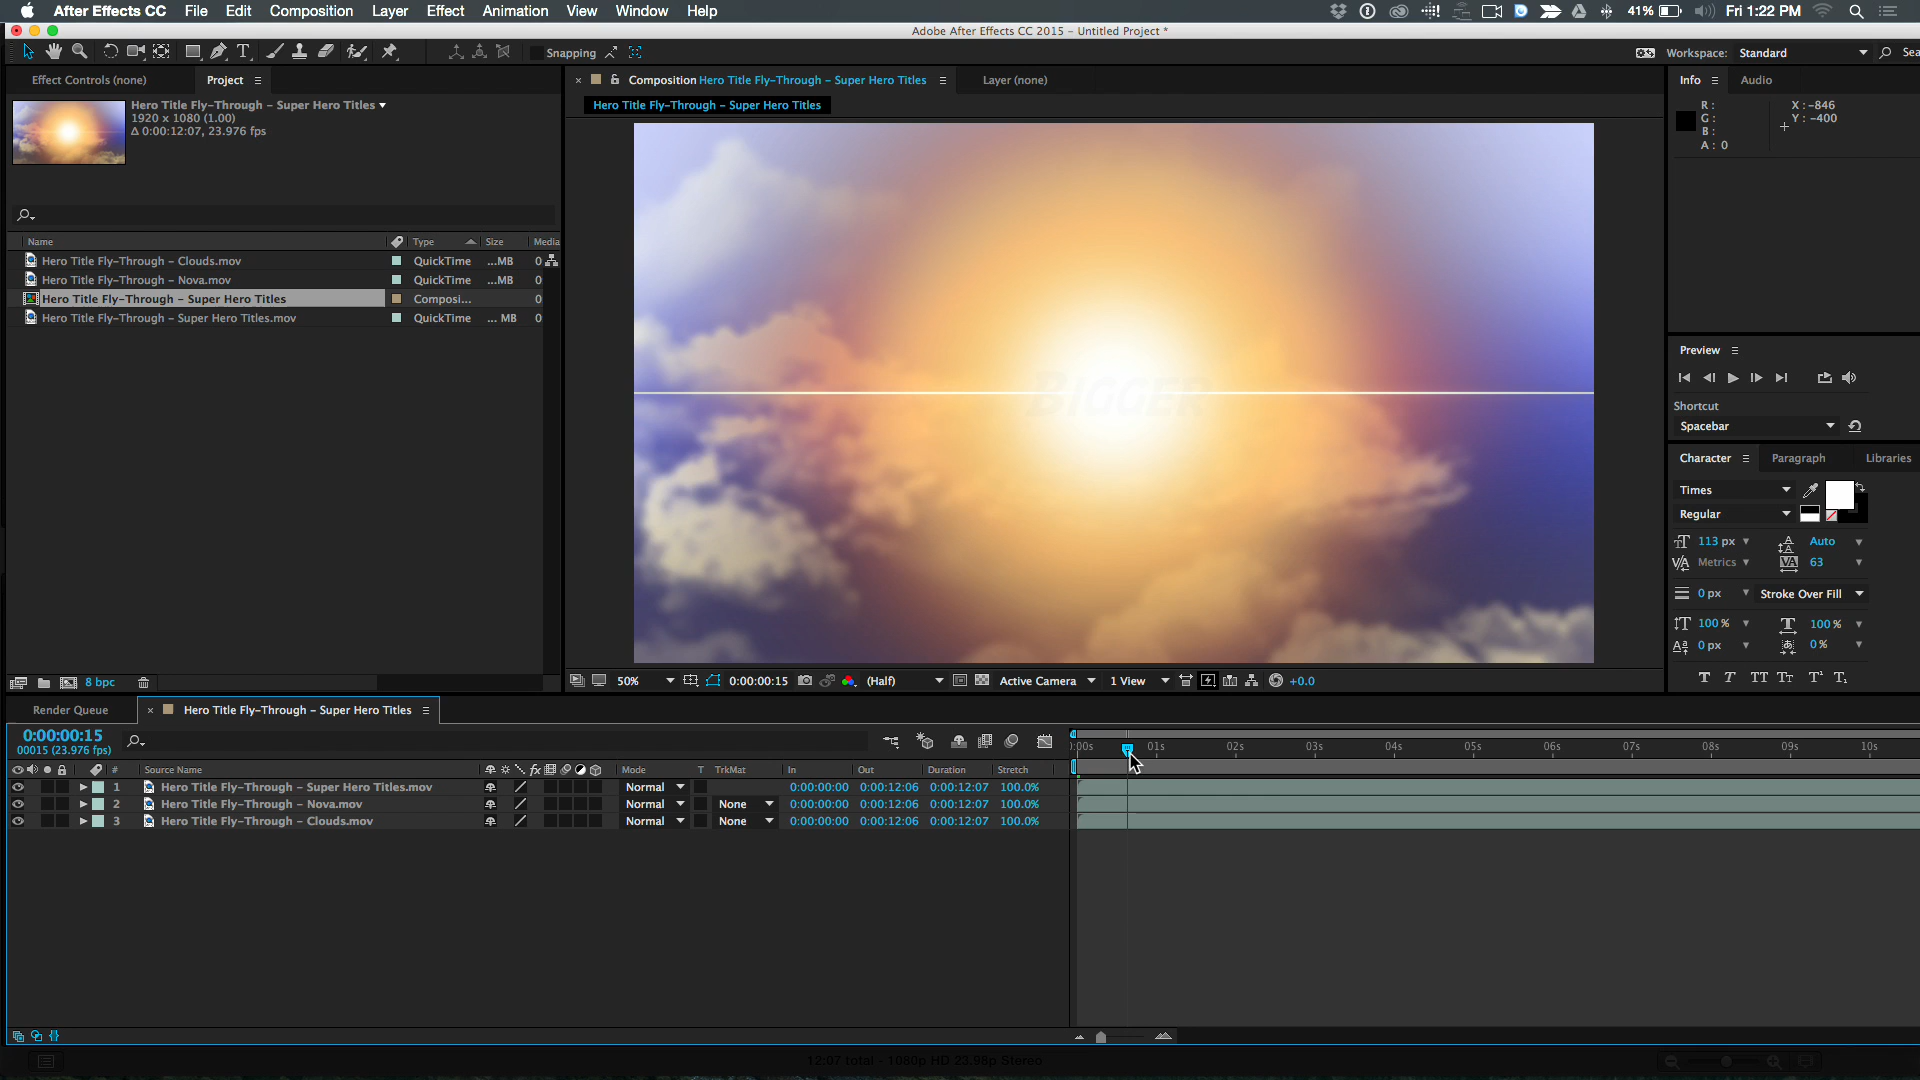 After Effects CC File Edit Composition Layer Effect Animation View Window Help 41% Fri 1:22 PM
Adobe After Effects CC 2015 - Untitled Project *
Snapping Workspace: Standard Sea
Effect Controls (none) Project Composition Hero Title Fly-Through - Super Hero Titles Layer (none) Info Audio
Hero Title Fly-Through - Super Hero Titles
1920 x 1080 (1.00)
Δ 0:00:12:07, 23.976 fps
Hero Title Fly-Through - Super Hero Titles
R :
G :
B :
A : 0
X : -846
Y : -400
Name Type Size Media
Hero Title Fly-Through - Clouds.mov QuickTime ...MB 0
Hero Title Fly-Through - Nova.mov QuickTime ...MB 0
Hero Title Fly-Through - Super Hero Titles Composi... 0
Hero Title Fly-Through - Super Hero Titles.mov QuickTime ... MB 0
BIGGER
Preview
Shortcut
Spacebar
Character Paragraph Libraries
Times
Regular
113 px Auto
Metrics 63
0 px Stroke Over Fill
100 % 100 %
0 px 0 %
T T TT Tt T¹ T₁
8 bpc
50% 0:00:00:15 (Half) Active Camera 1 View +0.0
Render Queue Hero Title Fly-Through - Super Hero Titles
0:00:00:15
00015 (23.976 fps)
:00s 01s 02s 03s 04s 05s 06s 07s 08s 09s 10s
# Source Name Mode T TrkMat In Out Duration Stretch
1 Hero Title Fly-Through - Super Hero Titles.mov Normal 0:00:00:00 0:00:12:06 0:00:12:07 100.0%
2 Hero Title Fly-Through - Nova.mov Normal None 0:00:00:00 0:00:12:06 0:00:12:07 100.0%
3 Hero Title Fly-Through - Clouds.mov Normal None 0:00:00:00 0:00:12:06 0:00:12:07 100.0%
12:07 total - 1080p HD 23.98p Stereo